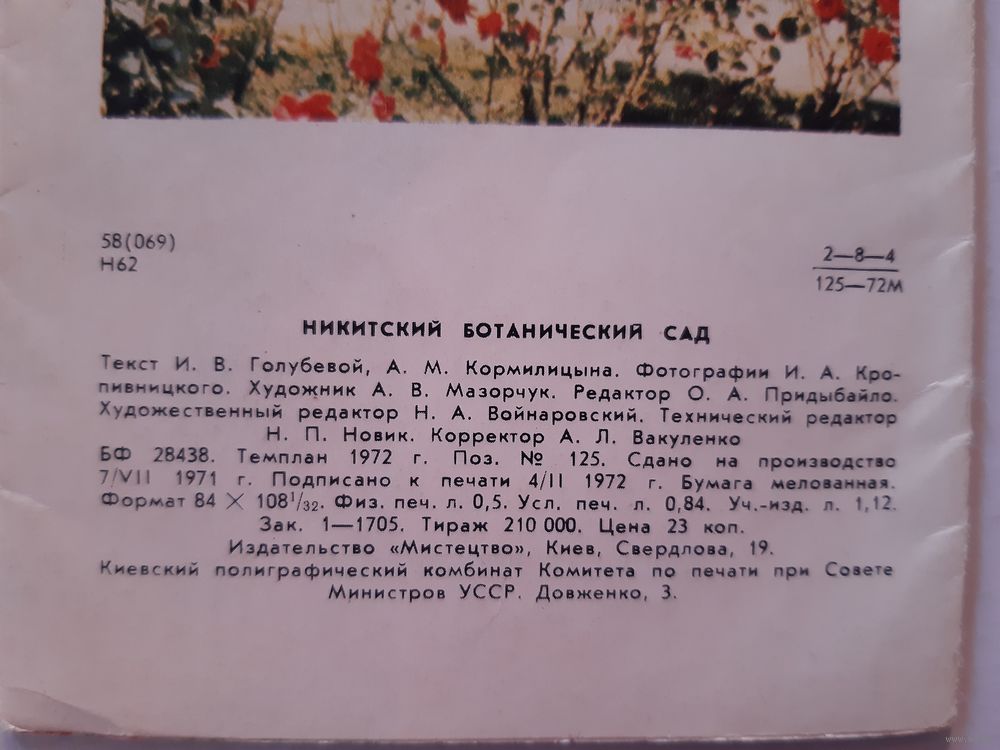 58(069)
Н62
2—8—4
125—72М
НИКИТСКИЙ БОТАНИЧЕСКИЙ САД
Текст И. В. Голубевой, А. М. Кормилицына. Фотографии И. А. Кро-
пивницкого. Художник А. В. Мазорчук. Редактор О. А. Придыбайло.
Художественный редактор Н. А. Войнаровский. Технический редактор
Н. П. Новик. Корректор А. Л. Вакуленко
БФ 28438. Темплан 1972 г. Поз. № 125. Сдано на производство
7/VII 1971 г. Подписано к печати 4/II 1972 г. Бумага мелованная.
Формат 84 × 108¹/₃₂. Физ. печ. л. 0,5. Усл. печ. л. 0,84. Уч.-изд. л. 1,12.
Зак. 1—1705. Тираж 210 000. Цена 23 коп.
Издательство «Мистецтво», Киев, Свердлова, 19.
Киевский полиграфический комбинат Комитета по печати при Совете
Министров УССР. Довженко, 3.